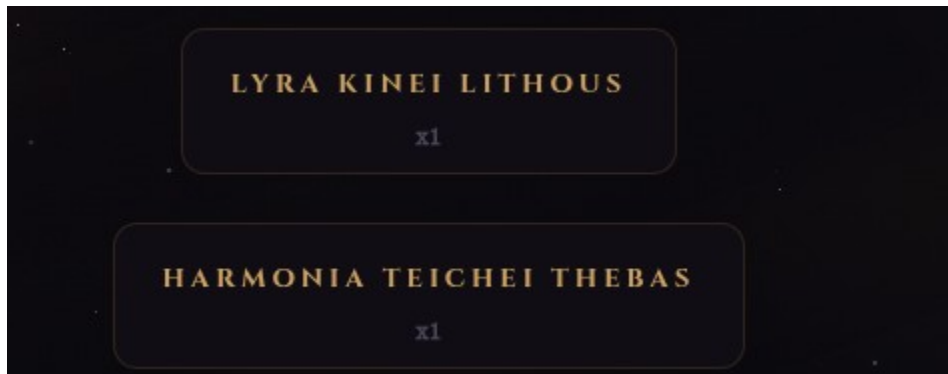 LYRA KINEI LITHOUS
x1
HARMONIA TEICHEI THEBAS
x1